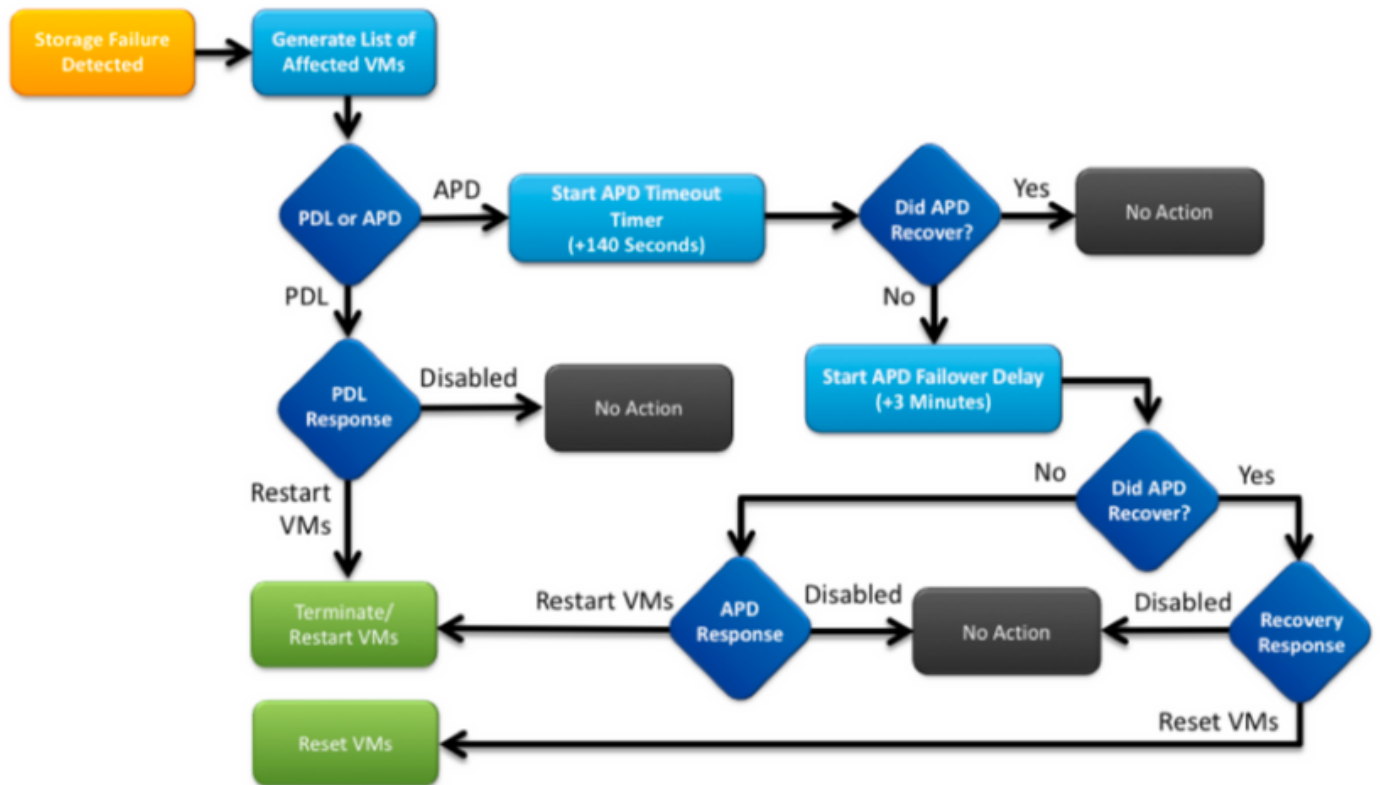 Storage Failure
Detected
Generate List of
Affected VMs
PDL or APD
APD
Start APD Timeout
Timer
(+140 Seconds)
Did APD
Recover?
Yes
No Action
PDL
No
PDL
Response
Disabled
No Action
Start APD Failover Delay
(+3 Minutes)
Restart
VMs
No
Did APD
Recover?
Yes
Terminate/
Restart VMs
Restart VMs
APD
Response
Disabled
No Action
Disabled
Recovery
Response
Reset VMs
Reset VMs